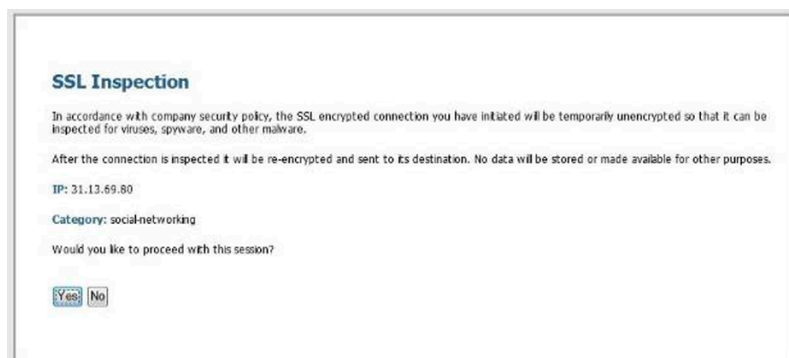 SSL Inspection
In accordance with company security policy, the SSL encrypted connection you have initiated will be temporarily unencrypted so that it can be
inspected for viruses, spyware, and other malware.
After the connection is inspected it will be re-encrypted and sent to its destination. No data will be stored or made available for other purposes.
IP: 31.13.69.80
Category: social-networking
Would you like to proceed with this session?
Yes No